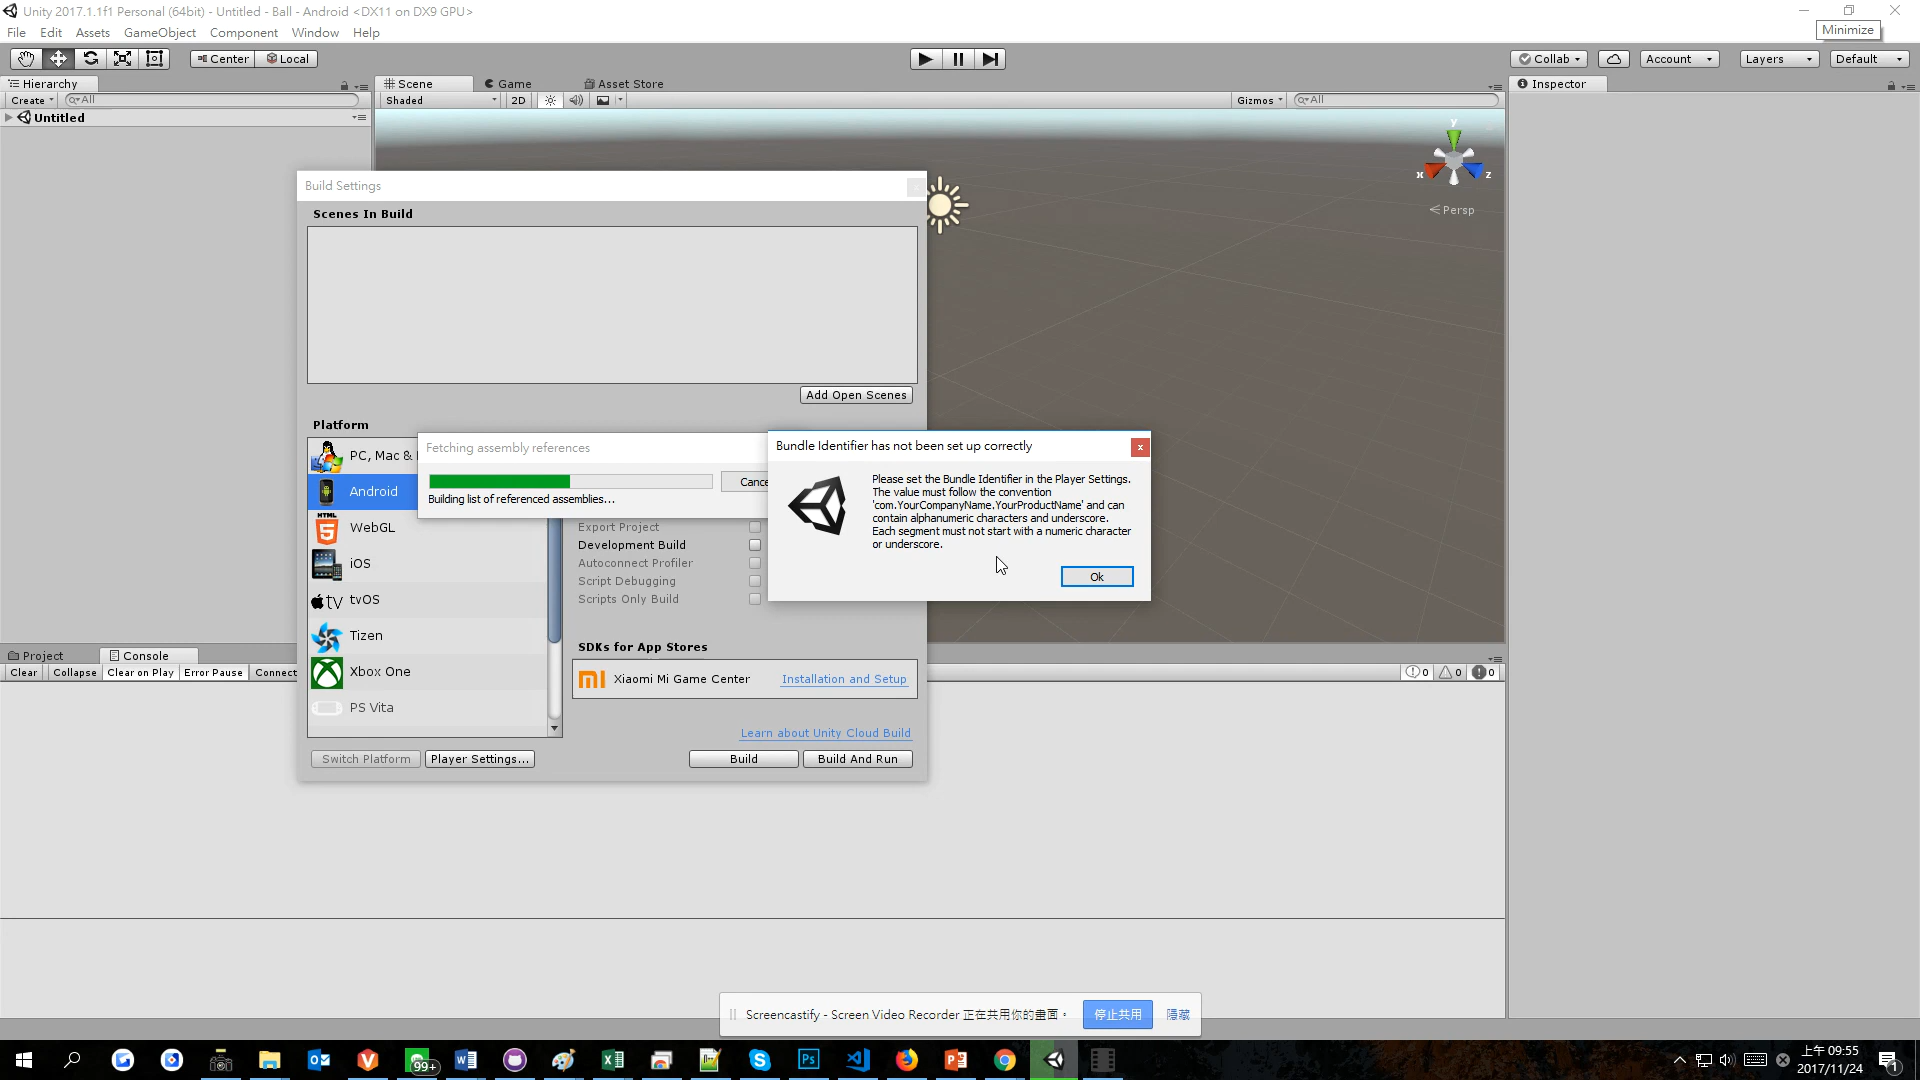 Unity 2017.1.1f1 Personal (64bit) - Untitled - Ball - Android <DX11 on DX9 GPU>
Minimize
File Edit Assets GameObject Component Window Help
Center Local
Collab Account Layers Default
Hierarchy
Scene Game Asset Store
Inspector
Create All
Shaded 2D
Gizmos All
Untitled
y
x z
Persp
Build Settings
Scenes In Build
Add Open Scenes
Platform
PC, Mac &
Android
HTML
WebGL
iOS
tv tvOS
Tizen
Xbox One
PS Vita
Fetching assembly references
Building list of referenced assemblies...
Bundle Identifier has not been set up correctly
Please set the Bundle Identifier in the Player Settings.
The value must follow the convention
'com.YourCompanyName.YourProductName' and can
contain alphanumeric characters and underscore.
Each segment must not start with a numeric character
or underscore.
Ok
Export Project
Development Build
Autoconnect Profiler
Script Debugging
Scripts Only Build
SDKs for App Stores
Xiaomi Mi Game Center Installation and Setup
Learn about Unity Cloud Build
Switch Platform Player Settings... Build Build And Run
Project Console
Clear Collapse Clear on Play Error Pause Connect
0 0 0
Screencastify - Screen Video Recorder 正在共用你的畫面。 停止共用 隱藏
99+
上午 09:55
2017/11/24
1